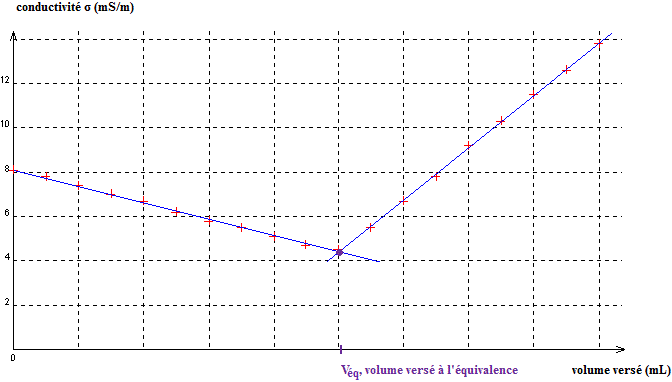 conductivité σ (mS/m)
12
10
8
6
4
2
0
Véq, volume versé à l'équivalence
volume versé (mL)